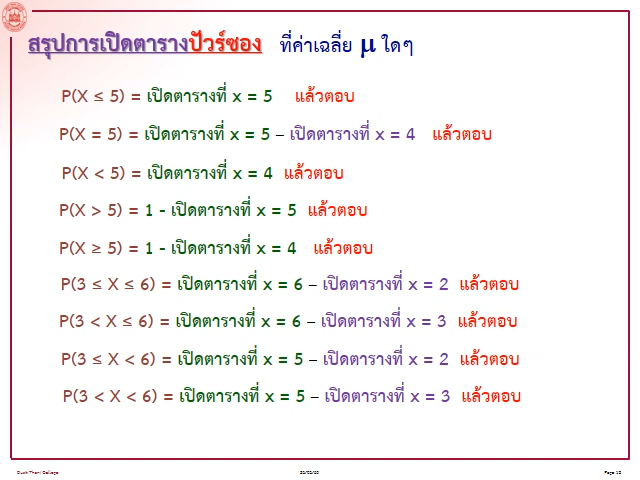 สรุปการเปิดตารางปัวร์ซอง ที่ค่าเฉลี่ย μ ใดๆ
P(X ≤ 5) = เปิดตารางที่ x = 5 แล้วตอบ
P(X = 5) = เปิดตารางที่ x = 5 – เปิดตารางที่ x = 4 แล้วตอบ
P(X < 5) = เปิดตารางที่ x = 4 แล้วตอบ
P(X > 5) = 1 - เปิดตารางที่ x = 5 แล้วตอบ
P(X ≥ 5) = 1 - เปิดตารางที่ x = 4 แล้วตอบ
P(3 ≤ X ≤ 6) = เปิดตารางที่ x = 6 – เปิดตารางที่ x = 2 แล้วตอบ
P(3 < X ≤ 6) = เปิดตารางที่ x = 6 – เปิดตารางที่ x = 3 แล้วตอบ
P(3 ≤ X < 6) = เปิดตารางที่ x = 5 – เปิดตารางที่ x = 2 แล้วตอบ
P(3 < X < 6) = เปิดตารางที่ x = 5 – เปิดตารางที่ x = 3 แล้วตอบ